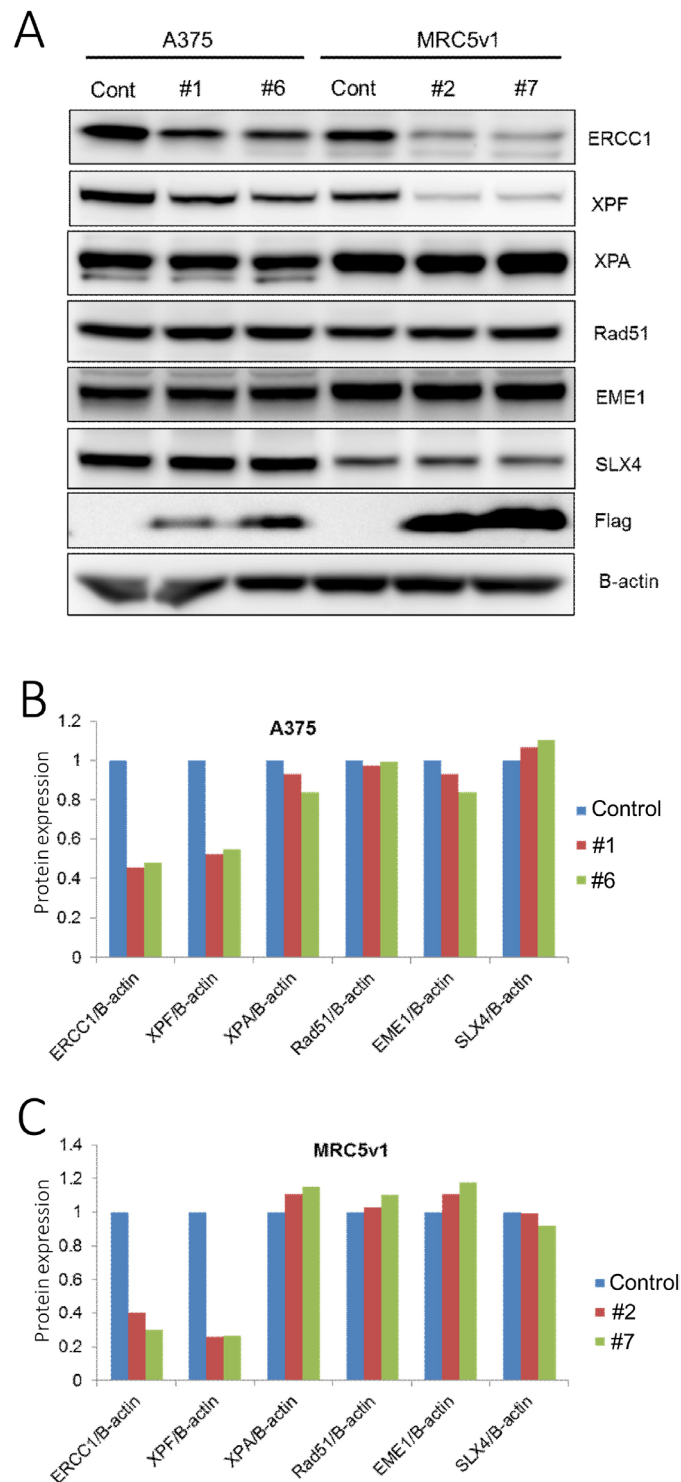 A
A375 MRC5v1
Cont #1 #6 Cont #2 #7
ERCC1
XPF
XPA
Rad51
EME1
SLX4
Flag
B-actin
B
A375
1.2
1
0.8
0.6
0.4
0.2
0
Protein expression
ERCC1/B-actin
XPF/B-actin
XPA/B-actin
Rad51/B-actin
EME1/B-actin
SLX4/B-actin
Control
#1
#6
C
MRC5v1
1.4
1.2
1
0.8
0.6
0.4
0.2
0
Protein expression
ERCC1/B-actin
XPF/B-actin
XPA/B-actin
Rad51/B-actin
EME1/B-actin
SLX4/B-actin
Control
#2
#7